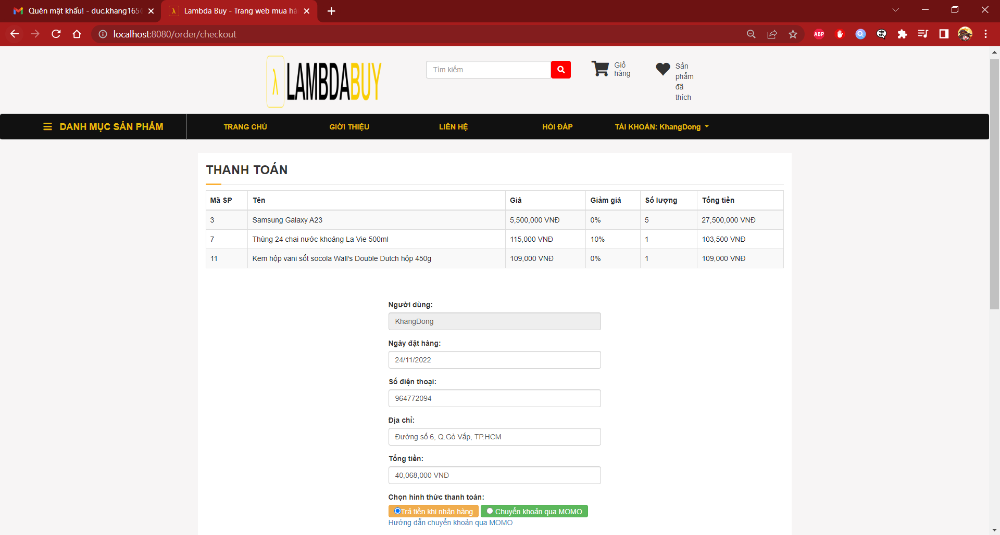 Quên mật khẩu! - duc.khang165
Lambda Buy - Trang web mua hà
localhost:8080/order/checkout
ABP
λ LAMBDABUY
Tìm kiếm
Giỏ
hàng
Sản
phẩm
đã
thích
DANH MỤC SẢN PHẨM
TRANG CHỦ
GIỚI THIỆU
LIÊN HỆ
HỎI ĐÁP
TÀI KHOẢN: KhangDong
THANH TOÁN
Mã SP Tên Giá Giảm giá Số lượng Tổng tiền
3 Samsung Galaxy A23 5,500,000 VNĐ 0% 5 27,500,000 VNĐ
7 Thùng 24 chai nước khoáng La Vie 500ml 115,000 VNĐ 10% 1 103,500 VNĐ
11 Kem hộp vani sốt socola Wall's Double Dutch hộp 450g 109,000 VNĐ 0% 1 109,000 VNĐ
Người dùng:
KhangDong
Ngày đặt hàng:
24/11/2022
Số điện thoại:
964772094
Địa chỉ:
Đường số 6, Q.Gò Vấp, TP.HCM
Tổng tiền:
40,068,000 VNĐ
Chọn hình thức thanh toán:
Trả tiền khi nhận hàng Chuyển khoản qua MOMO
Hướng dẫn chuyển khoản qua MOMO